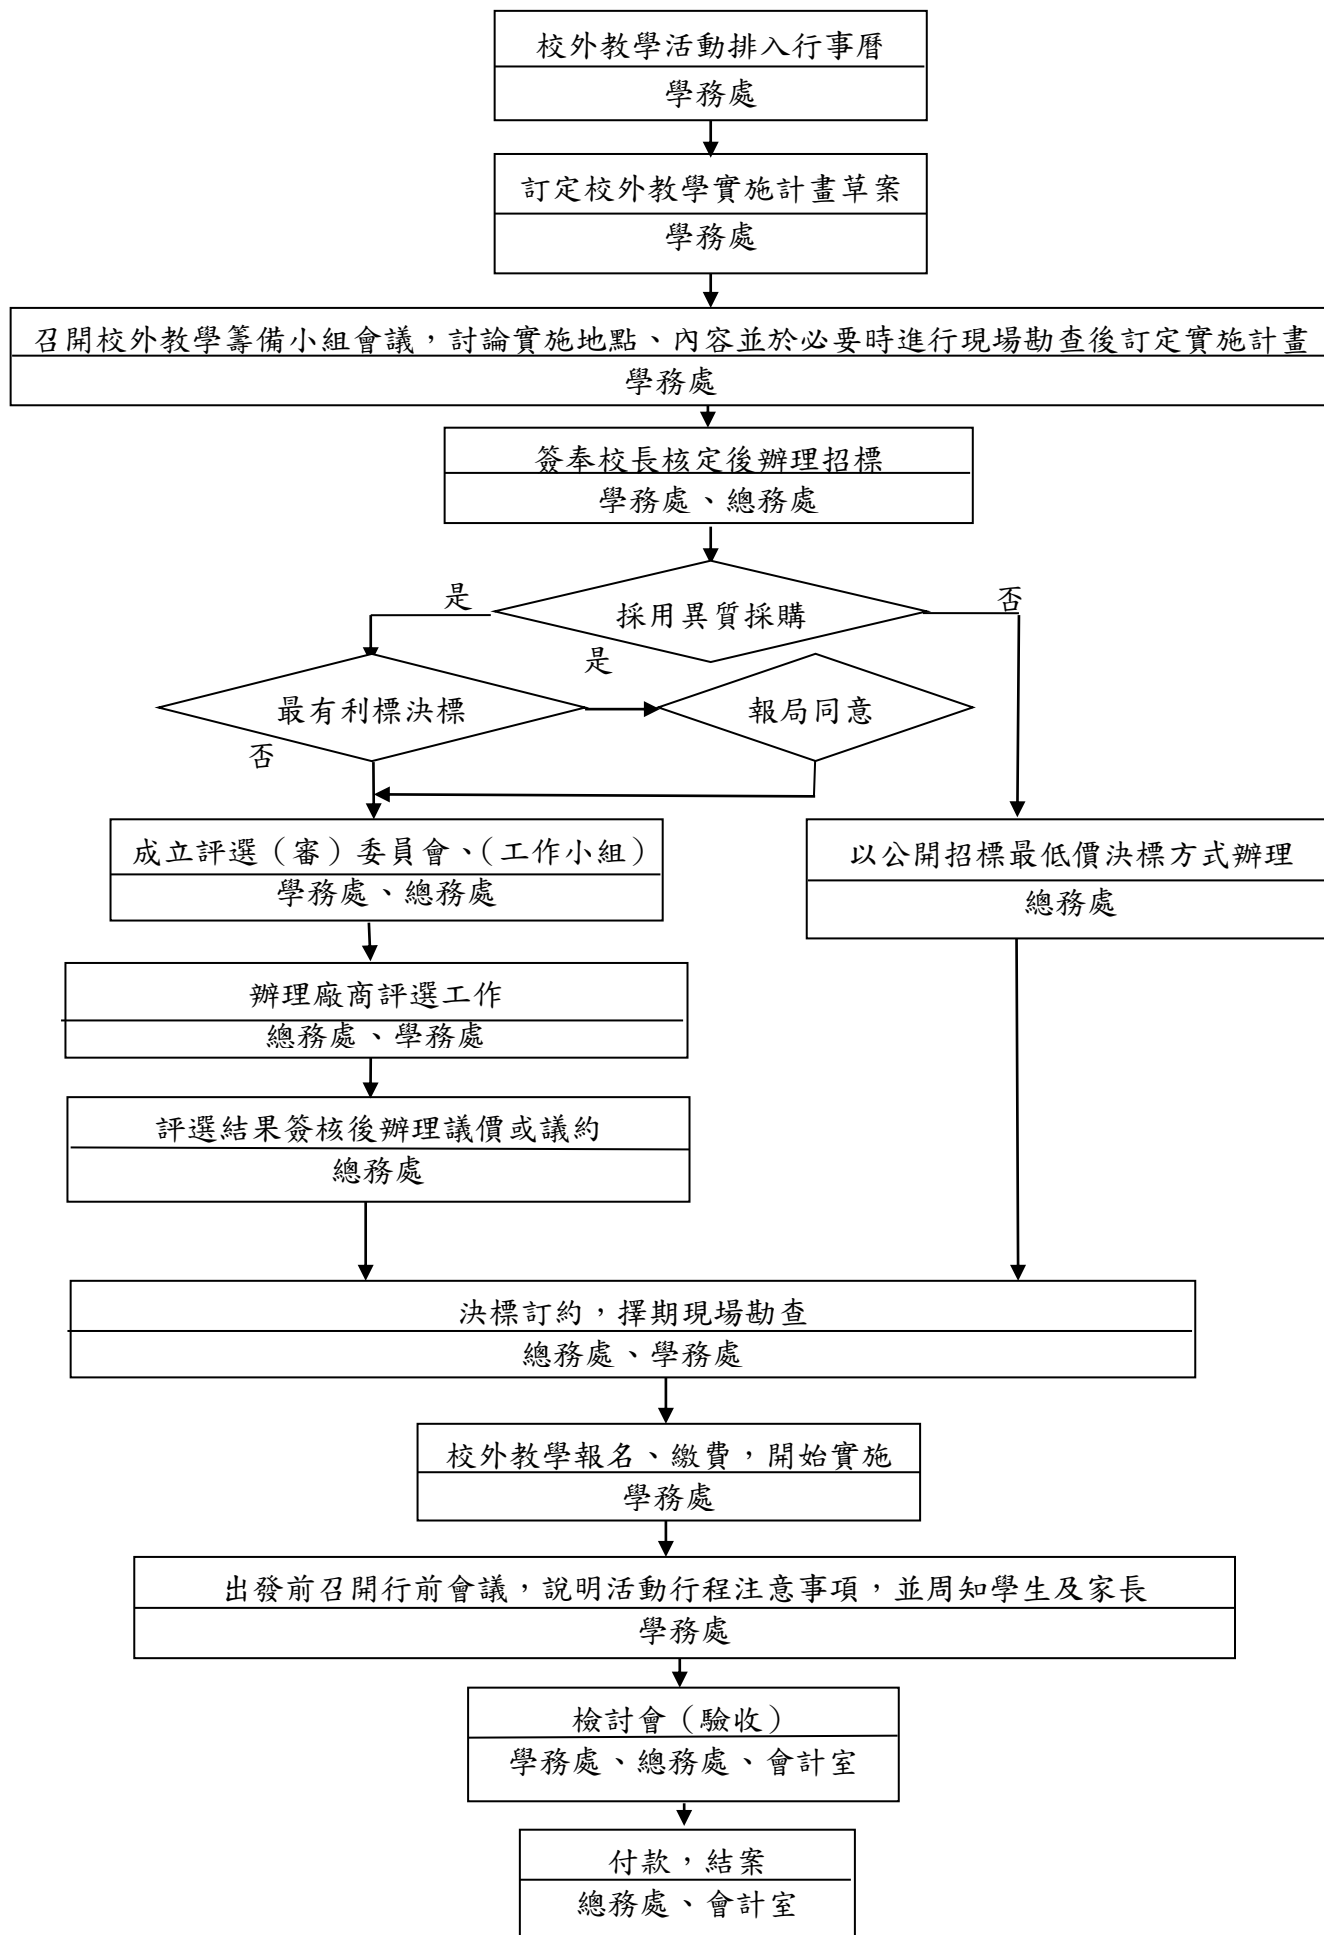 校外教學活動排入行事曆
學務處
訂定校外教學實施計畫草案
學務處
召開校外教學籌備小組會議，討論實施地點、內容並於必要時進行現場勘查後訂定實施計畫
學務處
簽奉校長核定後辦理招標
學務處、總務處
採用異質採購
是
否
是
最有利標決標
報局同意
否
成立評選（審）委員會、（工作小組）
學務處、總務處
以公開招標最低價決標方式辦理
總務處
辦理廠商評選工作
總務處、學務處
評選結果簽核後辦理議價或議約
總務處
決標訂約，擇期現場勘查
總務處、學務處
校外教學報名、繳費，開始實施
學務處
出發前召開行前會議，說明活動行程注意事項，並周知學生及家長
學務處
檢討會（驗收）
學務處、總務處、會計室
付款，結案
總務處、會計室